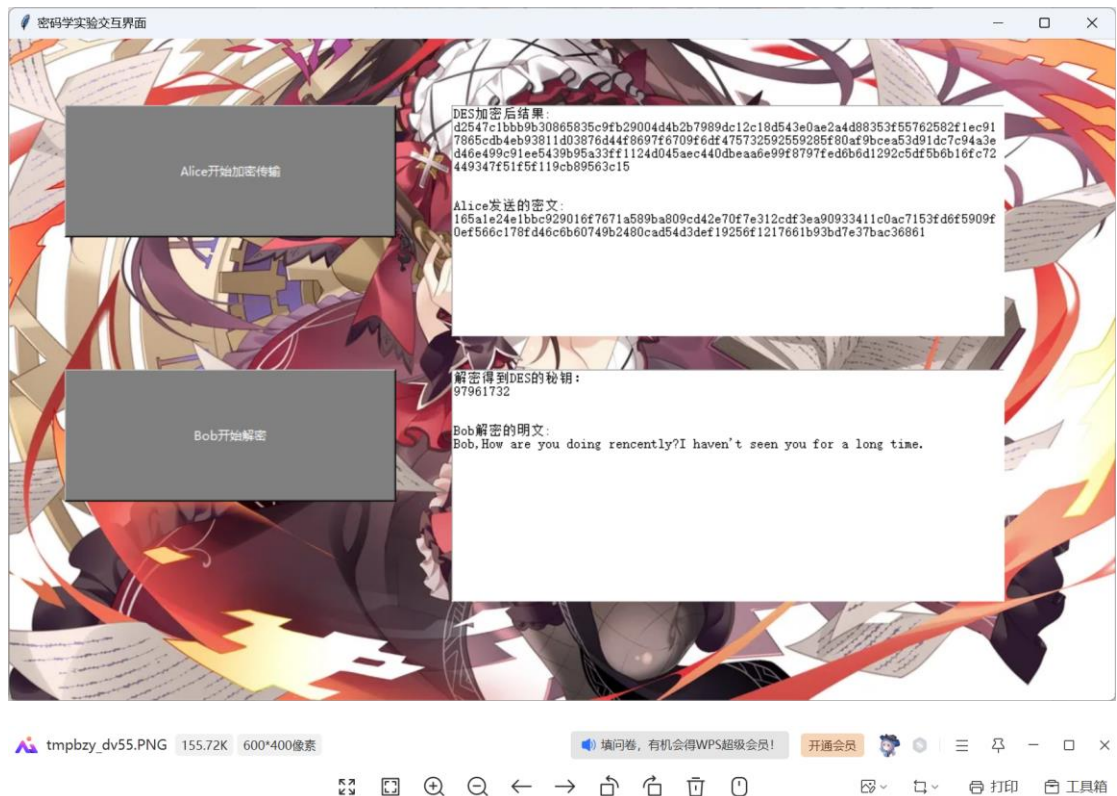 密码学实验交互界面
Alice开始加密传输
DES加密后结果:
d2547c1bbb9b30865835c9fb29004d4b2b7989dc12c18d543e0ae2a4d88353f55762582f1ec91
7865cdb4eb93811d03876d44f8697f6709f6df475732592559285f80af9bcea53d91dc7c94a3e
d46e499c91ee5439b95a33ff1124d045aec440dbeaa6e99f8797fed6b6d1292c5df5b6b16fc72
449347f51f5f119cb89563c15
Alice发送的密文:
165a1e24e1bbc929016f7671a589ba809cd42e70f7e312cdf3ea90933411c0ac7153fd6f5909f
0ef566c178fd46c6b60749b2480cad54d3def19256f1217661b93bd7e37bac36861
Bob开始解密
解密得到DES的秘钥:
97961732
Bob解密的明文:
Bob,How are you doing rencently?I haven't seen you for a long time.
tmpbzy_dv55.PNG 155.72K 600*400像素
填问卷，有机会得WPS超级会员！
开通会员
打印
工具箱